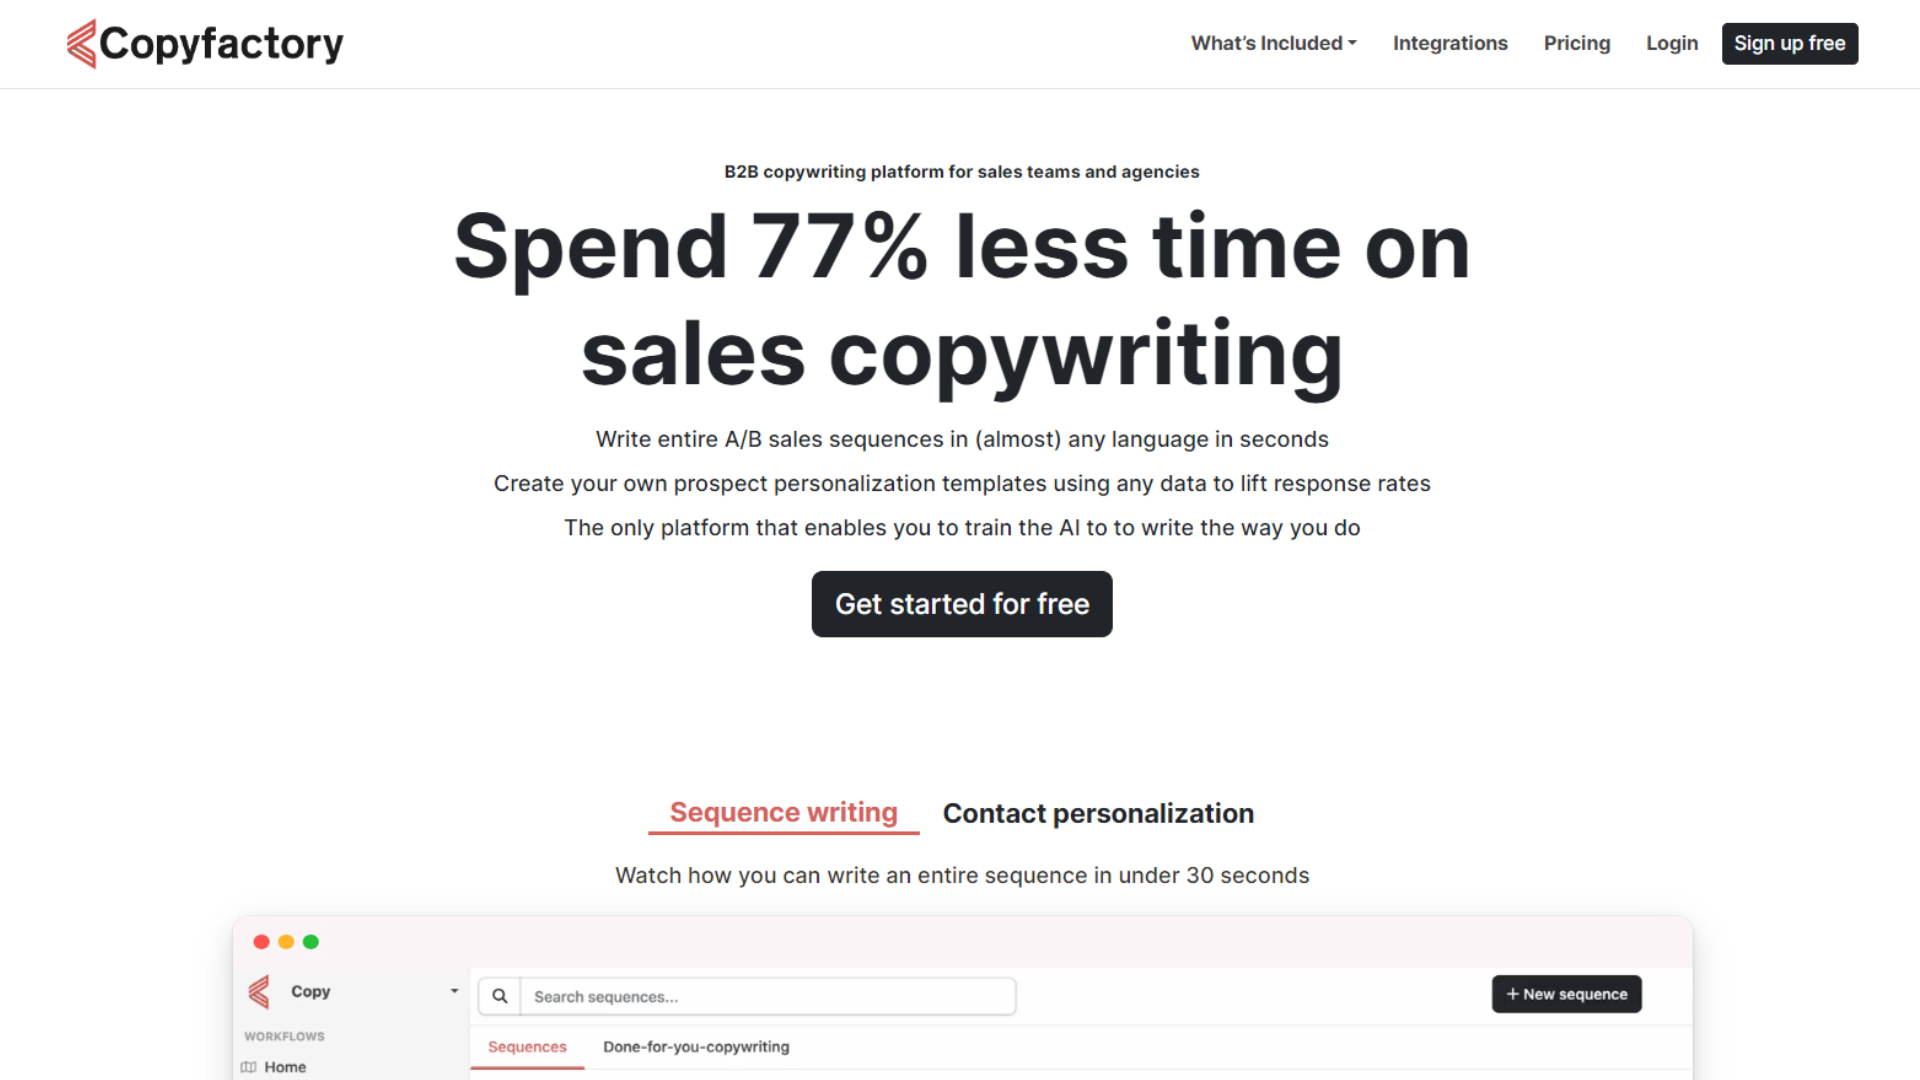 Copyfactory
What's Included
Integrations
Pricing
Login
Sign up free
B2B copywriting platform for sales teams and agencies
Spend 77% less time on
sales copywriting
Write entire A/B sales sequences in (almost) any language in seconds
Create your own prospect personalization templates using any data to lift response rates
The only platform that enables you to train the AI to to write the way you do
Get started for free
Sequence writing
Contact personalization
Watch how you can write an entire sequence in under 30 seconds
Copy
Search sequences...
+ New sequence
WORKFLOWS
Sequences
Done-for-you-copywriting
Home